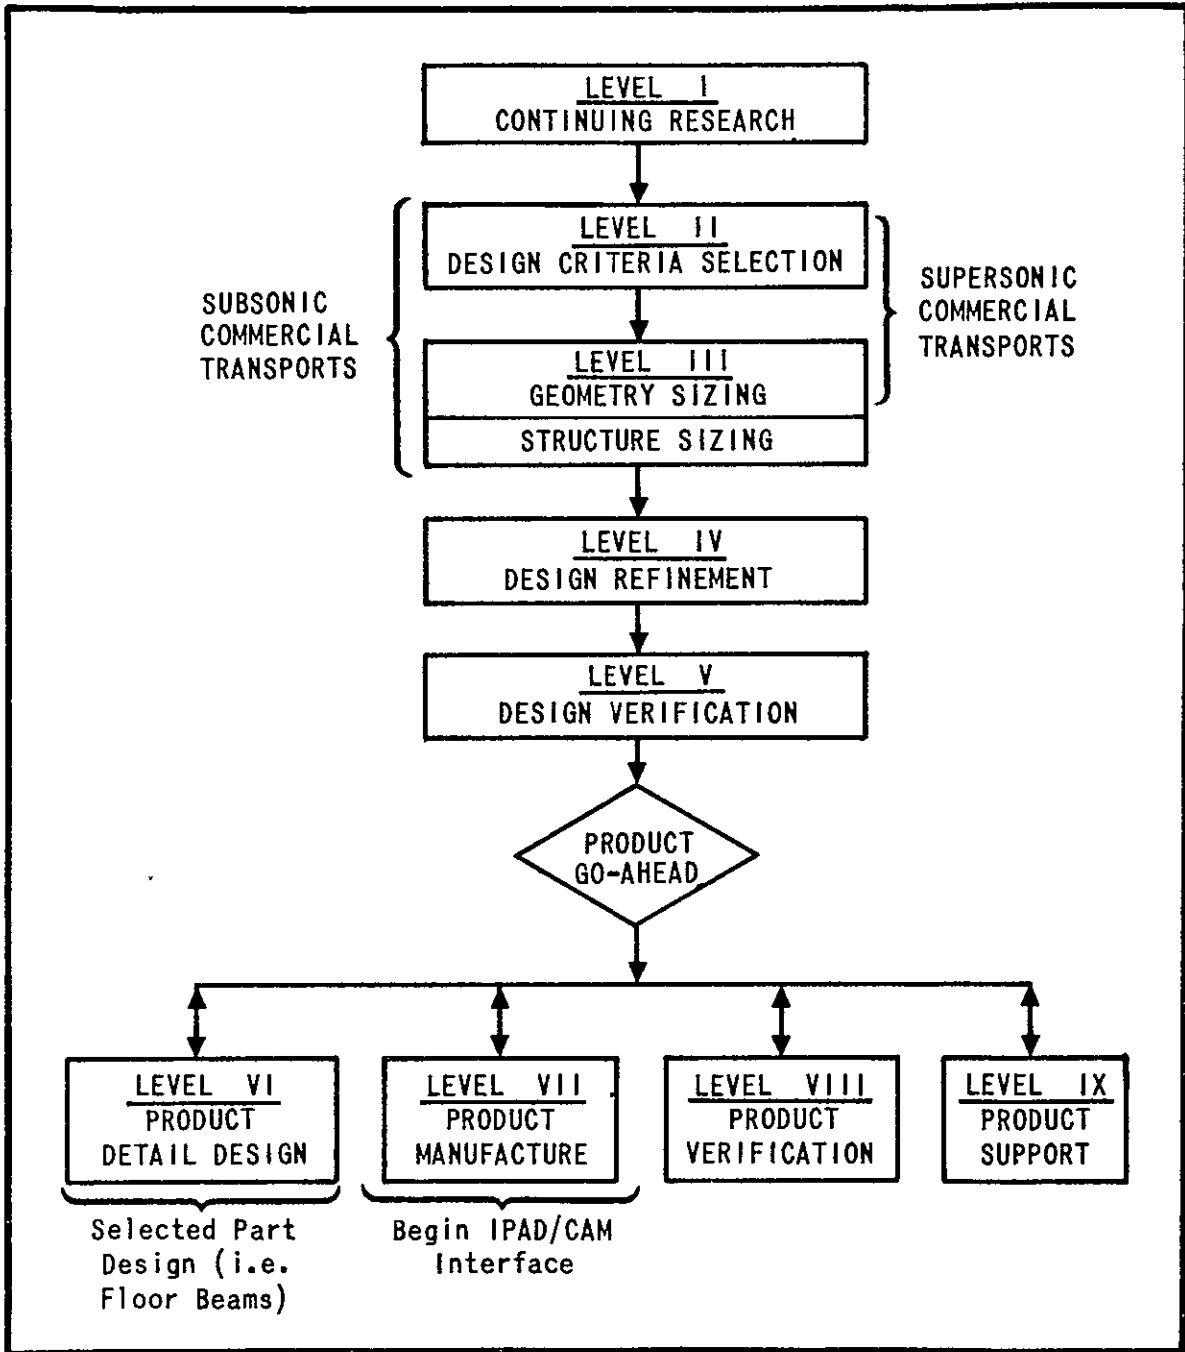 LEVEL I
CONTINUING RESEARCH
LEVEL II
DESIGN CRITERIA SELECTION
SUBSONIC
COMMERCIAL
TRANSPORTS
SUPERSONIC
COMMERCIAL
TRANSPORTS
LEVEL III
GEOMETRY SIZING
STRUCTURE SIZING
LEVEL IV
DESIGN REFINEMENT
LEVEL V
DESIGN VERIFICATION
PRODUCT
GO-AHEAD
LEVEL VI
PRODUCT
DETAIL DESIGN
LEVEL VII
PRODUCT
MANUFACTURE
LEVEL VIII
PRODUCT
VERIFICATION
LEVEL IX
PRODUCT
SUPPORT
Selected Part
Design (i.e.
Floor Beams)
Begin IPAD/CAM
Interface